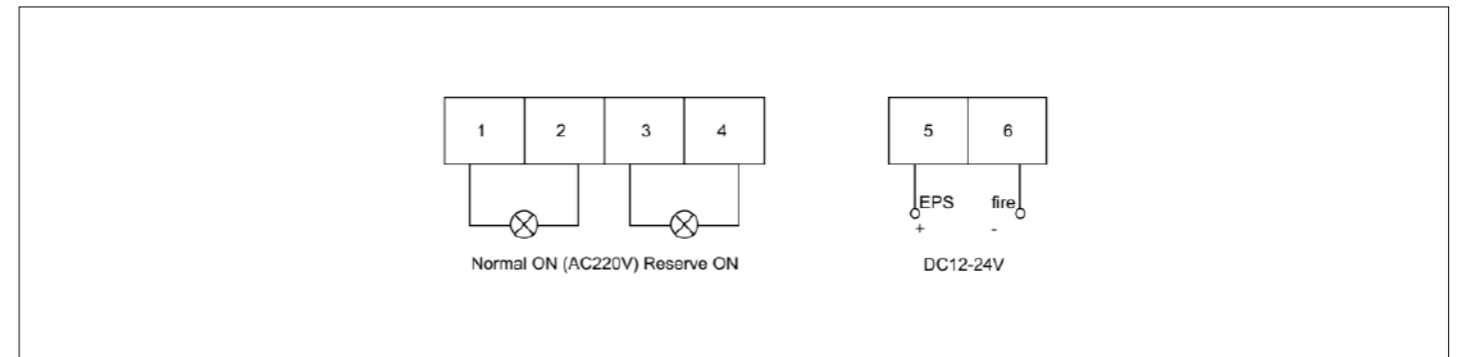 1 2 3 4 5 6
EPS fire
+ -
Normal ON (AC220V) Reserve ON DC12-24V